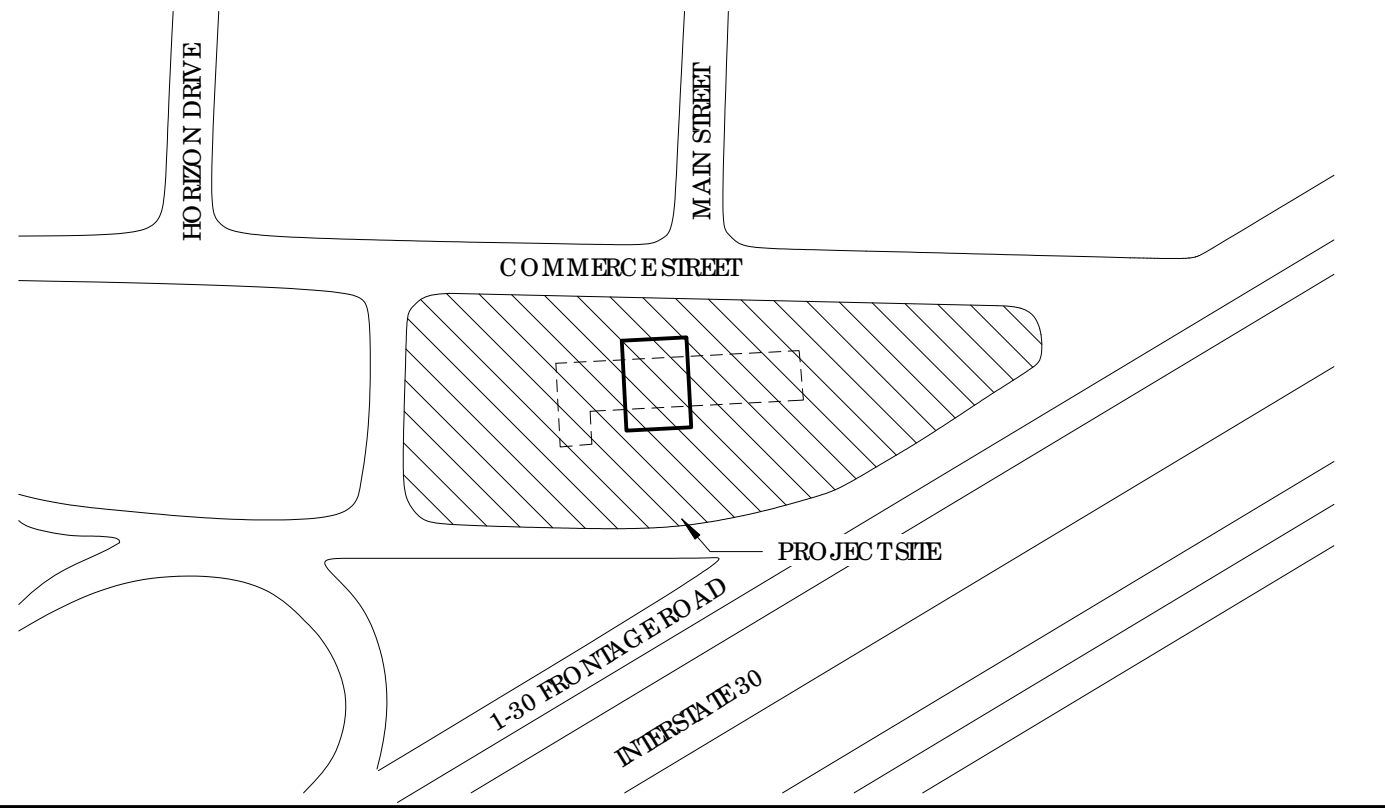 HORIZON DRIVE
MAIN STREET
COMMERCE STREET
PROJECT SITE
1-30 FRONTAGE ROAD
INTERSTATE 30